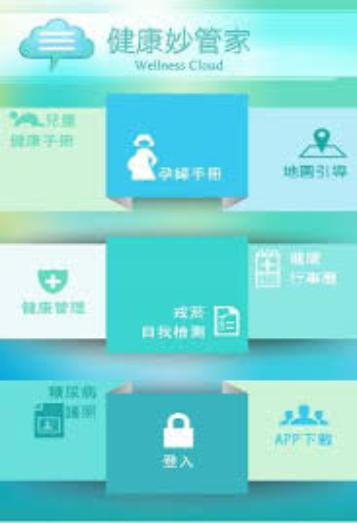 健康妙管家
Wellness Cloud
兒童
健康手冊
孕婦手冊
地圖引導
健康管理
戒菸
自我檢測
健康
行事曆
糖尿病
護照
登入
APP下載